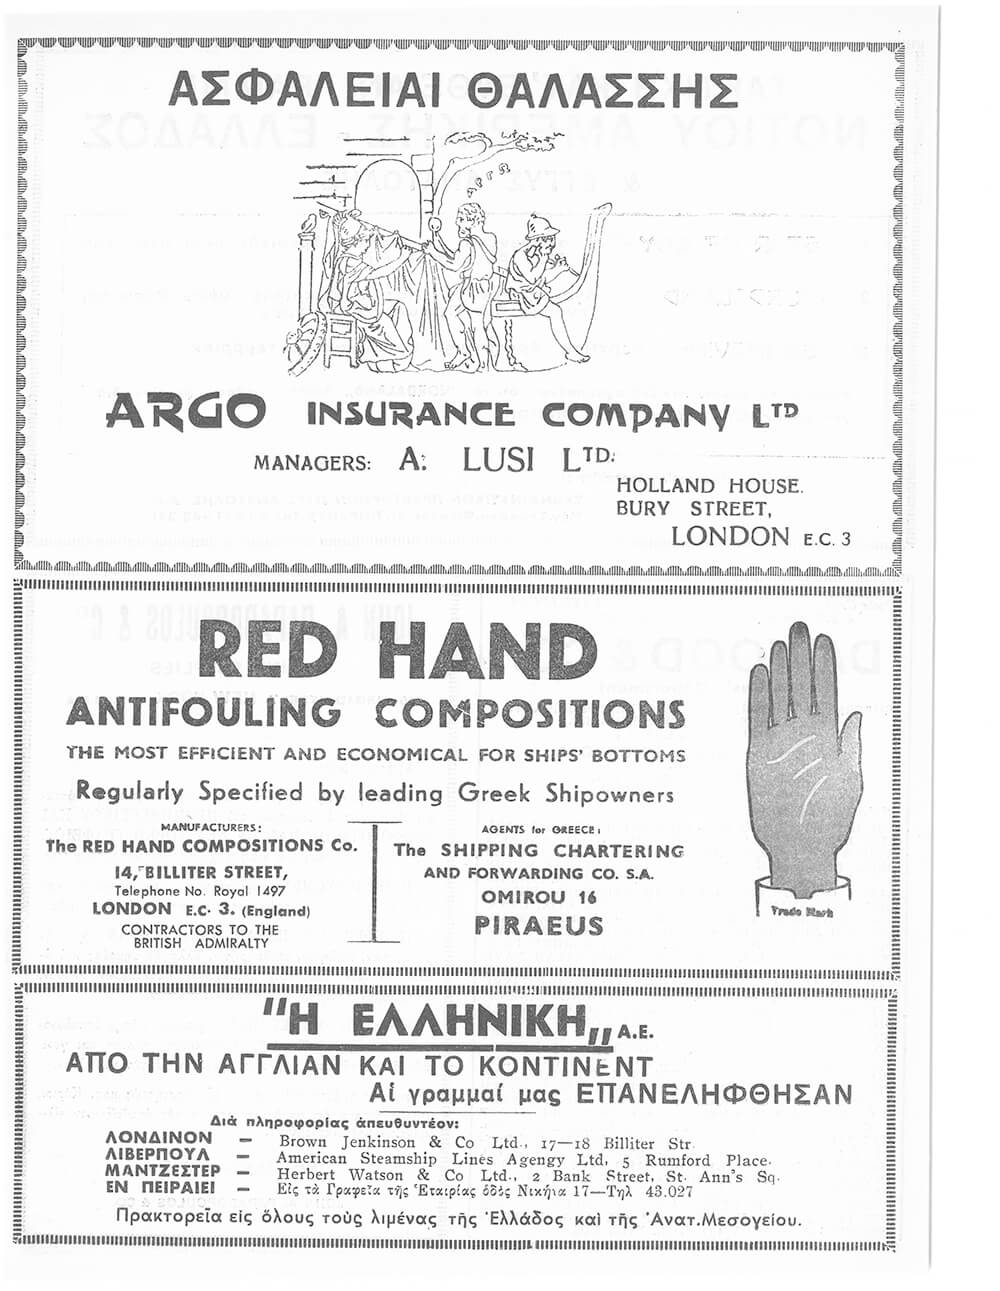 ΑΣΦΑΛΕΙΑΙ ΘΑΛΑΣΣΗΣ
ARGO INSURANCE COMPANY LTD
MANAGERS: A. LUSI LTD.
HOLLAND HOUSE.
BURY STREET,
LONDON E.C. 3
RED HAND
ANTIFOULING COMPOSITIONS
THE MOST EFFICIENT AND ECONOMICAL FOR SHIPS' BOTTOMS
Regularly Specified by leading Greek Shipowners
MANUFACTURERS:
The RED HAND COMPOSITIONS Co.
14, BILLITER STREET,
Telephone No. Royal 1497
LONDON E.C. 3. (England)
CONTRACTORS TO THE
BRITISH ADMIRALTY
AGENTS for GREECE:
The SHIPPING CHARTERING
AND FORWARDING CO. S.A.
OMIROU 16
PIRAEUS
Trade Mark
"Η ΕΛΛΗΝΙΚΗ„ Α.Ε.
ΑΠΟ ΤΗΝ ΑΓΓΛΙΑΝ ΚΑΙ ΤΟ ΚΟΝΤΙΝΕΝΤ
Αἱ γραμμαί μας ΕΠΑΝΕΛΗΦΘΗΣΑΝ
Διά πληροφορίας ἀπευθυντέον:
ΛΟΝΔΙΝΟΝ — Brown Jenkinson & Co Ltd., 17—18 Billiter Str.
ΛΙΒΕΡΠΟΥΛ — American Steamship Lines Agengy Ltd, 5 Rumford Place.
ΜΑΝΤΖΕΣΤΕΡ — Herbert Watson & Co Ltd., 2 Bank Street, St. Ann's Sq.
ΕΝ ΠΕΙΡΑΙΕΙ — Εἰς τὰ Γραφεῖα τῆς Ἑταιρίας ὁδὸς Νικήια 17—Τηλ 43.027
Πρακτορεῖα εἰς ὅλους τοὺς λιμένας τῆς Ἑλλάδος καὶ τῆς Ἀνατ.Μεσογείου.